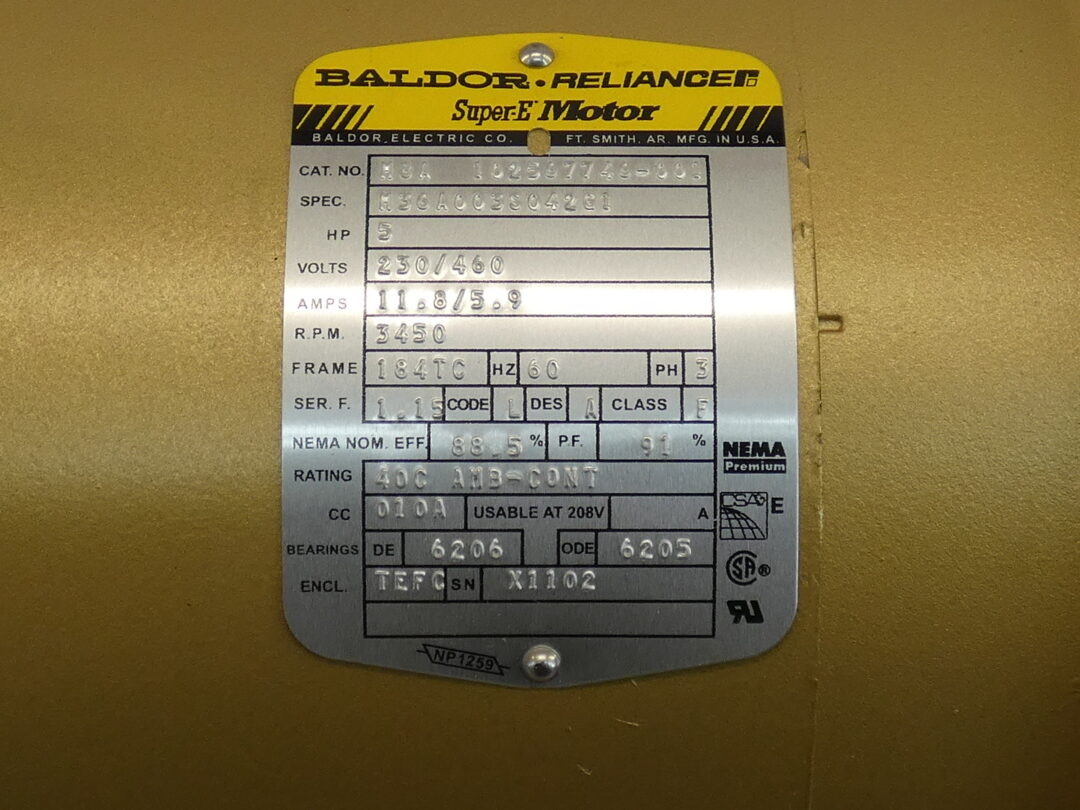 BALDOR • RELIANCE
Super-E Motor
BALDOR ELECTRIC CO. FT. SMITH, AR. MFG. IN U.S.A.
CAT. NO.
SPEC.
HP 5
VOLTS 230/460
AMPS 11.8/5.9
R.P.M. 3450
FRAME 184TC HZ 60 PH 3
SER. F. 1.15 CODE L DES A CLASS F
NEMA NOM. EFF. 88.5 % P.F. 91 %
NEMA
Premium
RATING 40C AMB-CONT
CC 010A USABLE AT 208V A
E
BEARINGS DE 6206 ODE 6205
SA ®
ENCL. TEFC SN X1102
NP1259